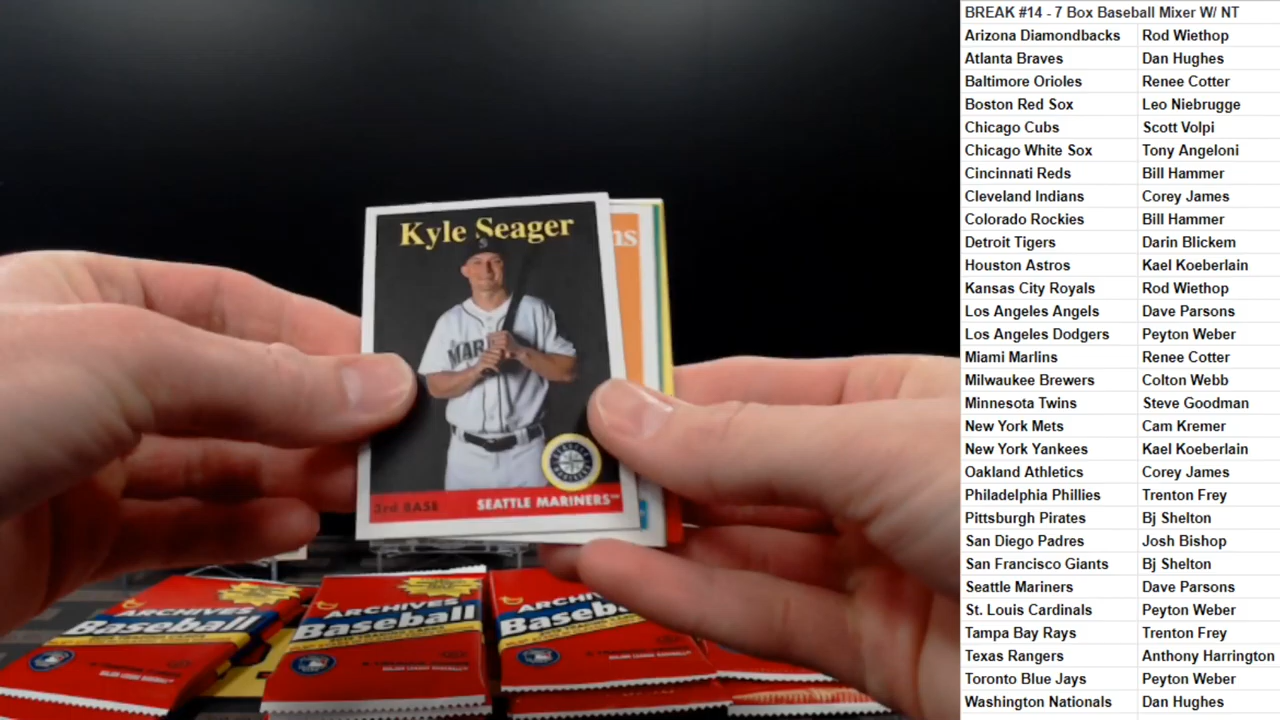 BREAK #14 - 7 Box Baseball Mixer W/ NT
Arizona Diamondbacks Rod Wiethop
Atlanta Braves Dan Hughes
Baltimore Orioles Renee Cotter
Boston Red Sox Leo Niebrugge
Chicago Cubs Scott Volpi
Chicago White Sox Tony Angeloni
Cincinnati Reds Bill Hammer
Cleveland Indians Corey James
Colorado Rockies Bill Hammer
Detroit Tigers Darin Blickem
Houston Astros Kael Koeberlain
Kansas City Royals Rod Wiethop
Los Angeles Angels Dave Parsons
Los Angeles Dodgers Peyton Weber
Miami Marlins Renee Cotter
Milwaukee Brewers Colton Webb
Minnesota Twins Steve Goodman
New York Mets Cam Kremer
New York Yankees Kael Koeberlain
Oakland Athletics Corey James
Philadelphia Phillies Trenton Frey
Pittsburgh Pirates Bj Shelton
San Diego Padres Josh Bishop
San Francisco Giants Bj Shelton
Seattle Mariners Dave Parsons
St. Louis Cardinals Peyton Weber
Tampa Bay Rays Trenton Frey
Texas Rangers Anthony Harrington
Toronto Blue Jays Peyton Weber
Washington Nationals Dan Hughes
Kyle Seager
ns
S
MAR
3rd BASE SEATTLE MARINERS™
ARCHIVES
Baseball
ARCHIVES
Baseball
ARCH
Baseb